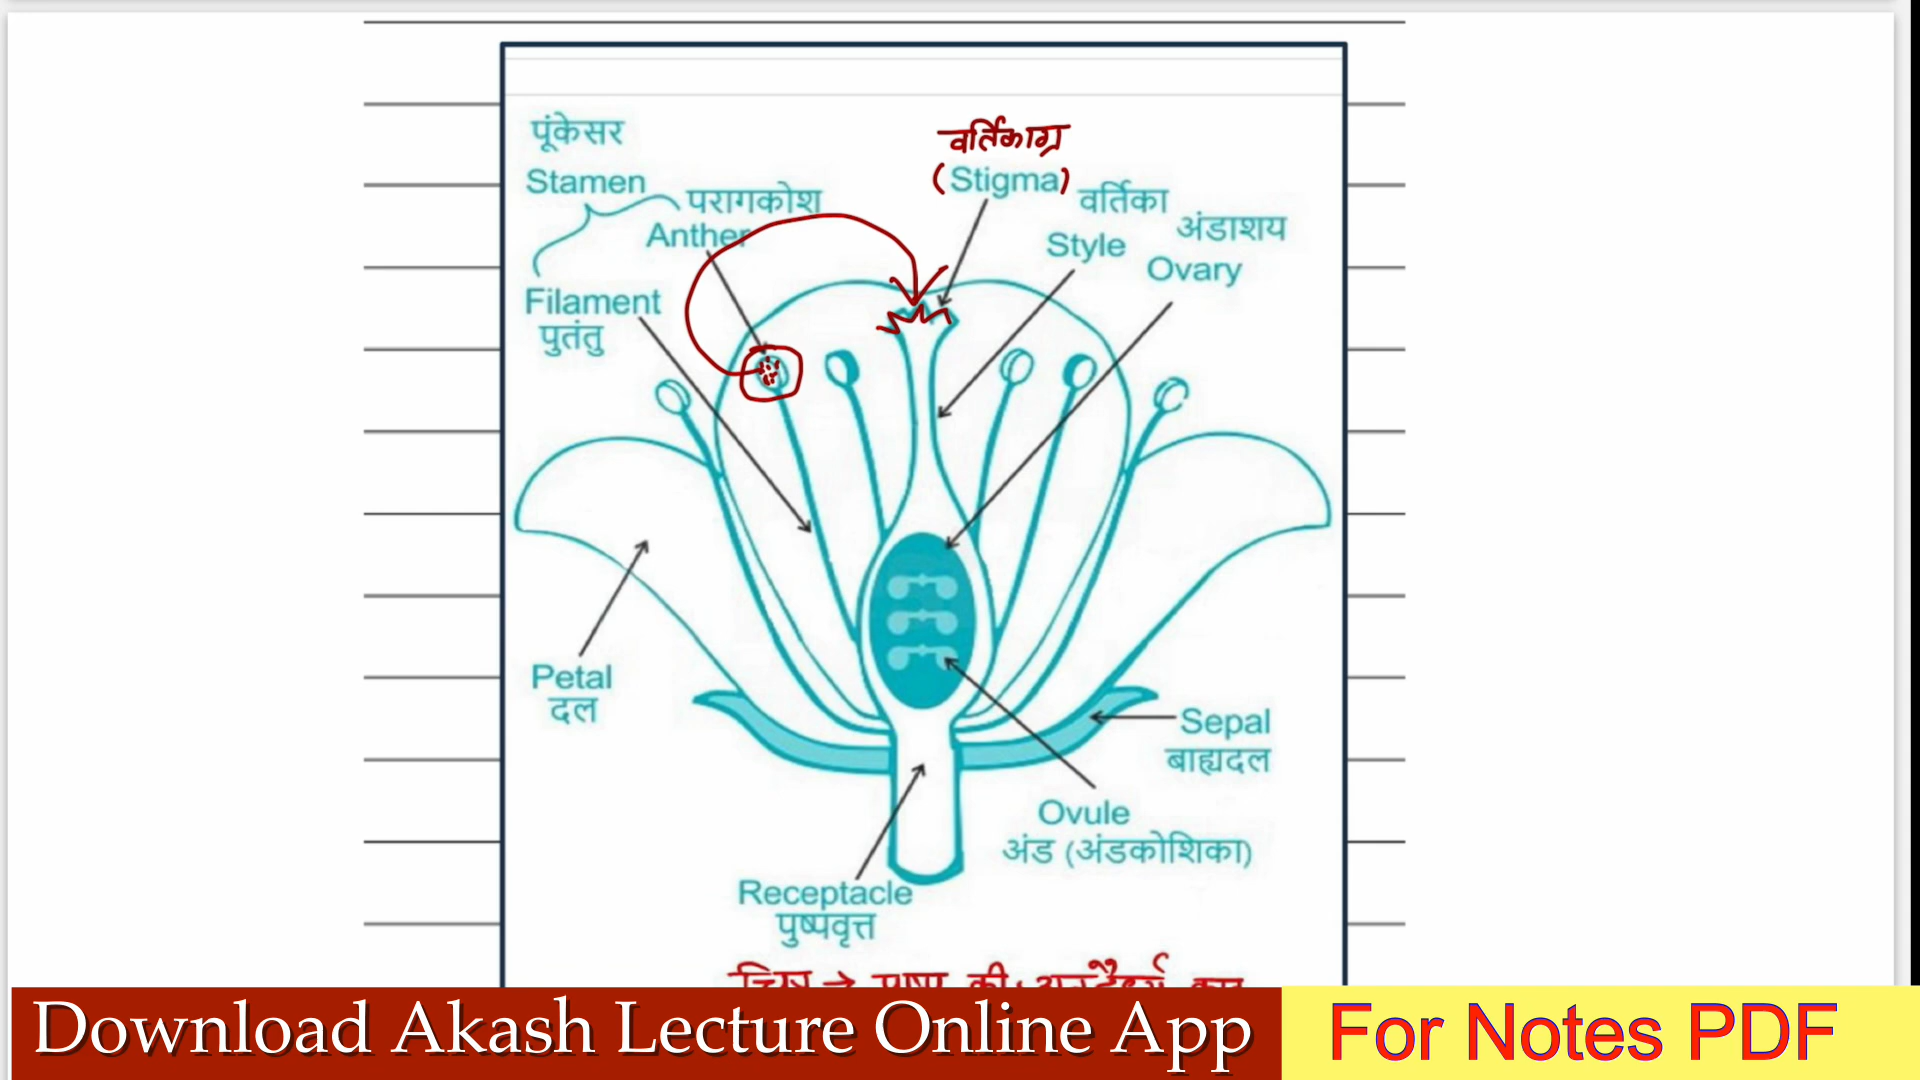 पूंकेसर
Stamen
परागकोश
Anther
Filament
पुतंतु
वर्तिकाग्र
(Stigma)
वर्तिका
Style
अंडाशय
Ovary
Petal
दल
Sepal
बाह्यदल
Ovule
अंड (अंडकोशिका)
Receptacle
पुष्पवृत्त
चित्र → पुष्प की अनुदैर्ध्य काट
Download Akash Lecture Online App
For Notes PDF